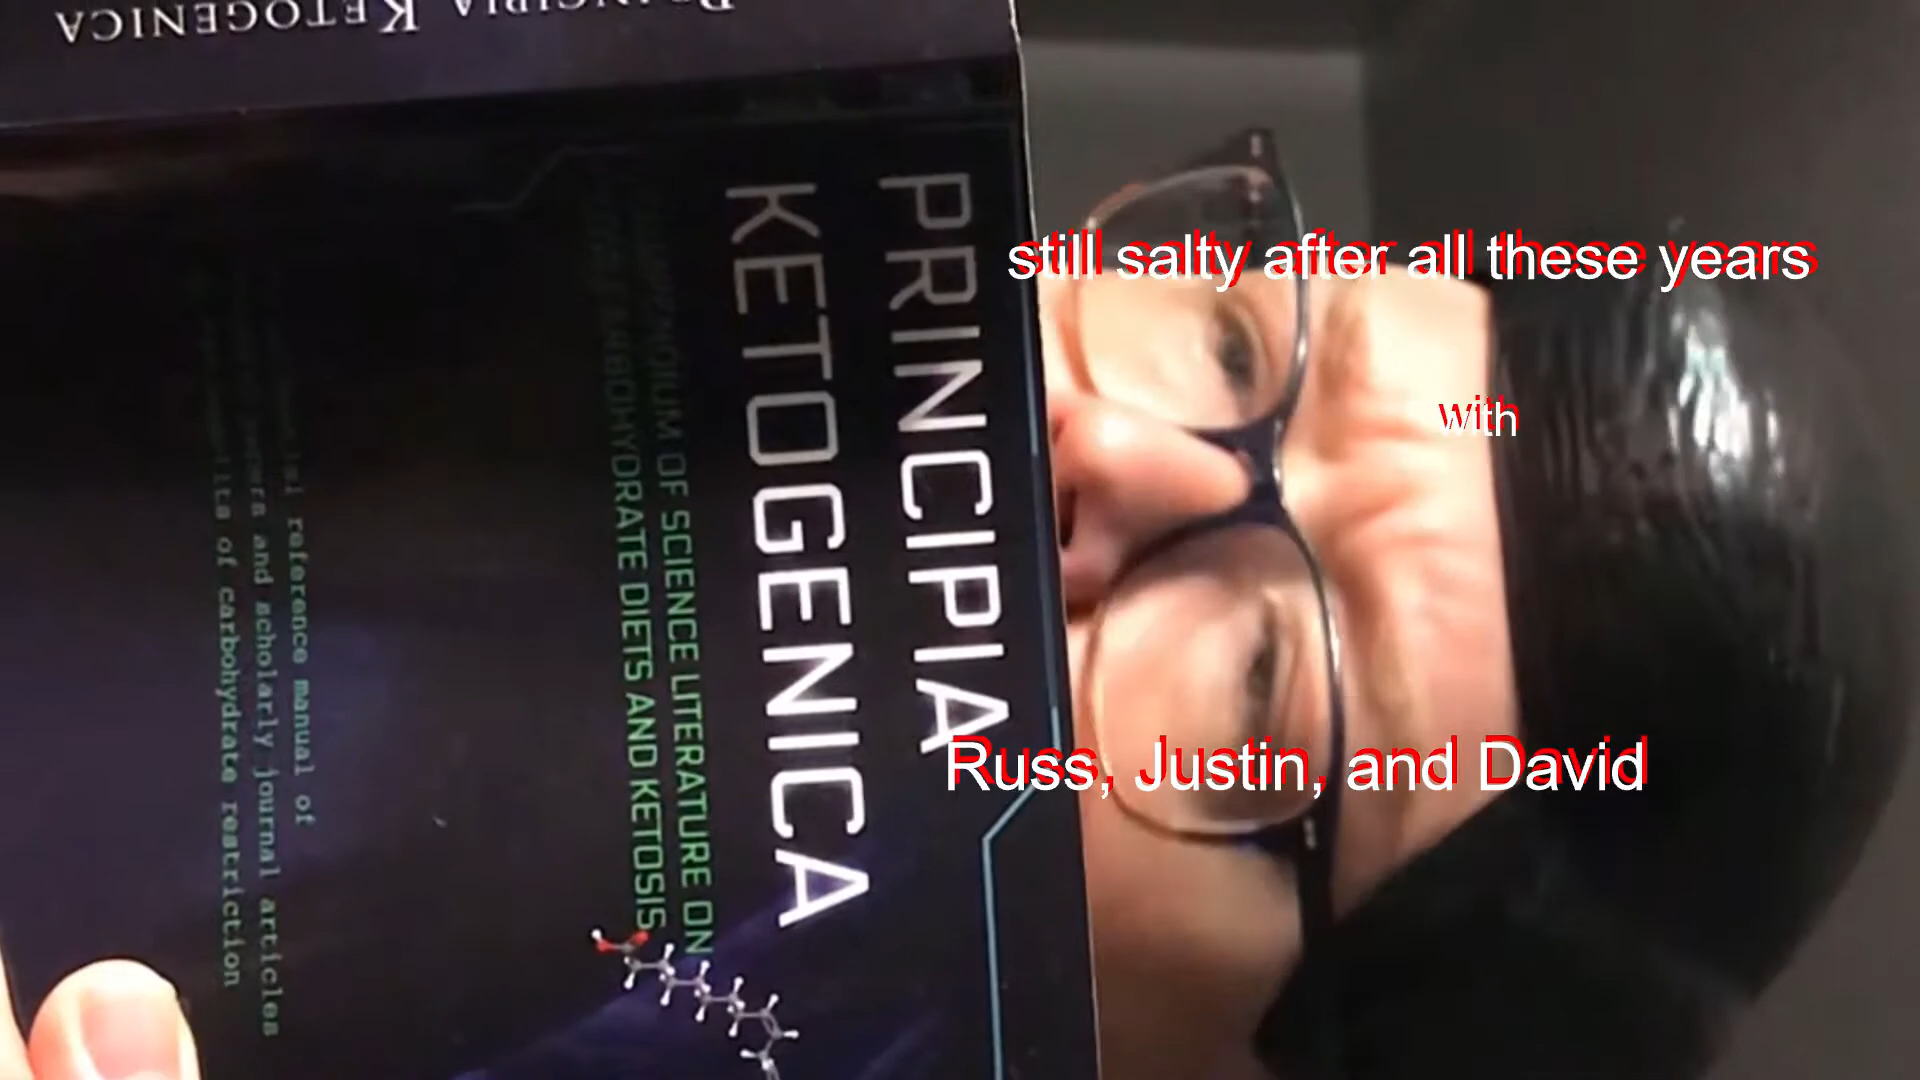 PRINCIPIA KETOGENICA
PRINCIPIA
KETOGENICA
COMPENDIUM OF SCIENCE LITERATURE ON
CARBOHYDRATE DIETS AND KETOSIS
reference manual of
and scholarly journal articles
of carbohydrate restriction
still salty after all these years
with
Russ, Justin, and David